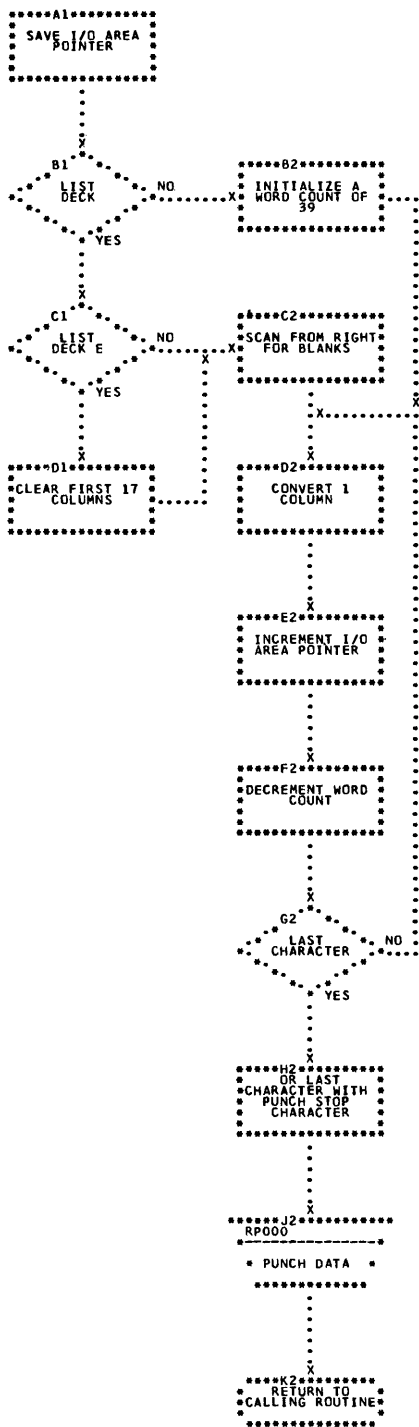 A1
SAVE I/O AREA
POINTER
X
B1
LIST
DECK
NO
X
YES
B2
INITIALIZE A
WORD COUNT OF
39
X
C1
LIST
DECK E
NO
X
X
YES
C2
SCAN FROM RIGHT
FOR BLANKS
X
X
X
D1
CLEAR FIRST 17
COLUMNS
X
D2
CONVERT 1
COLUMN
X
E2
INCREMENT I/O
AREA POINTER
X
F2
DECREMENT WORD
COUNT
X
G2
LAST
CHARACTER
NO
YES
X
H2
OR LAST
CHARACTER WITH
PUNCH STOP
CHARACTER
X
J2
RP000
PUNCH DATA
X
K2
RETURN TO
CALLING ROUTINE